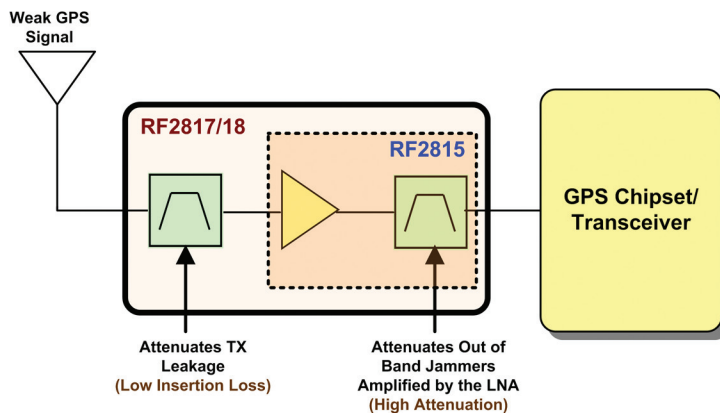 Weak GPS
Signal
RF2817/18
RF2815
GPS Chipset/
Transceiver
Attenuates TX
Leakage
(Low Insertion Loss)
Attenuates Out of
Band Jammers
Amplified by the LNA
(High Attenuation)